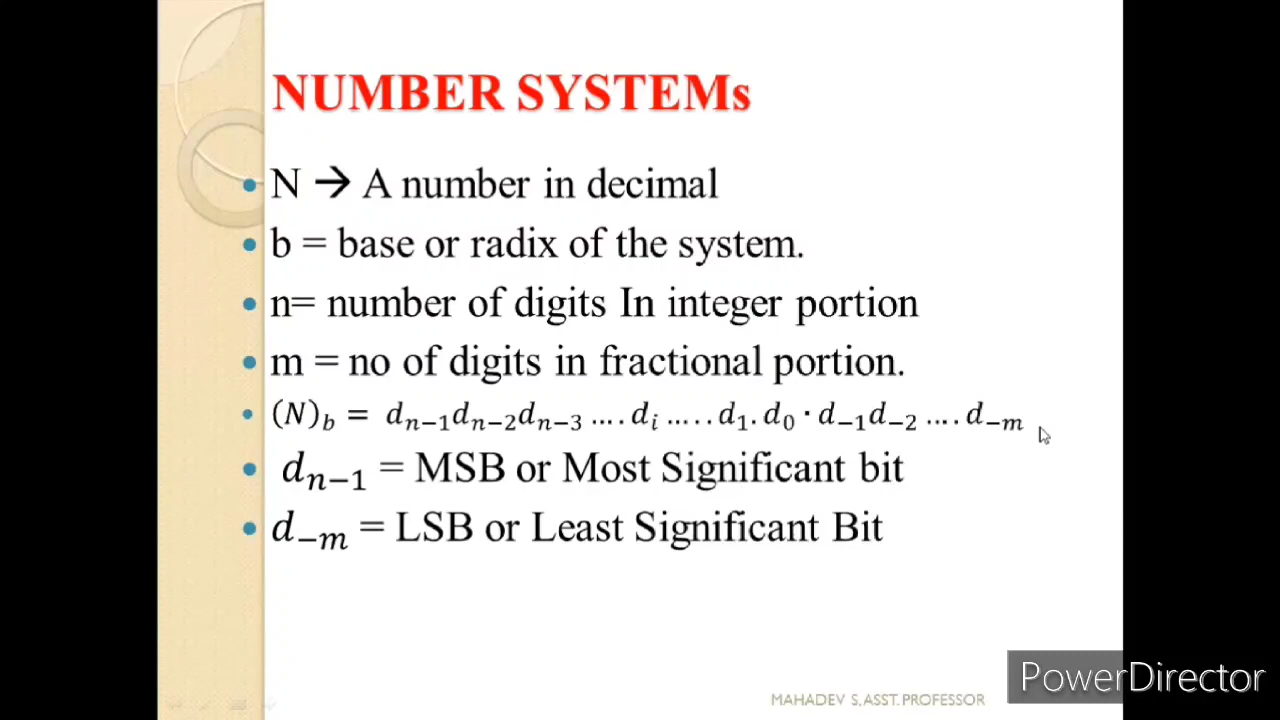 NUMBER SYSTEMs
• N → A number in decimal
• b = base or radix of the system.
• n= number of digits In integer portion
• m = no of digits in fractional portion.
• (N)_b = d_{n−1}d_{n−2}d_{n−3} ....d_i .....d_1.d_0 · d_{−1}d_{−2} ....d_{−m}
• d_{n−1} = MSB or Most Significant bit
• d_{−m} = LSB or Least Significant Bit
MAHADEV S, ASST. PROFESSOR
PowerDirector